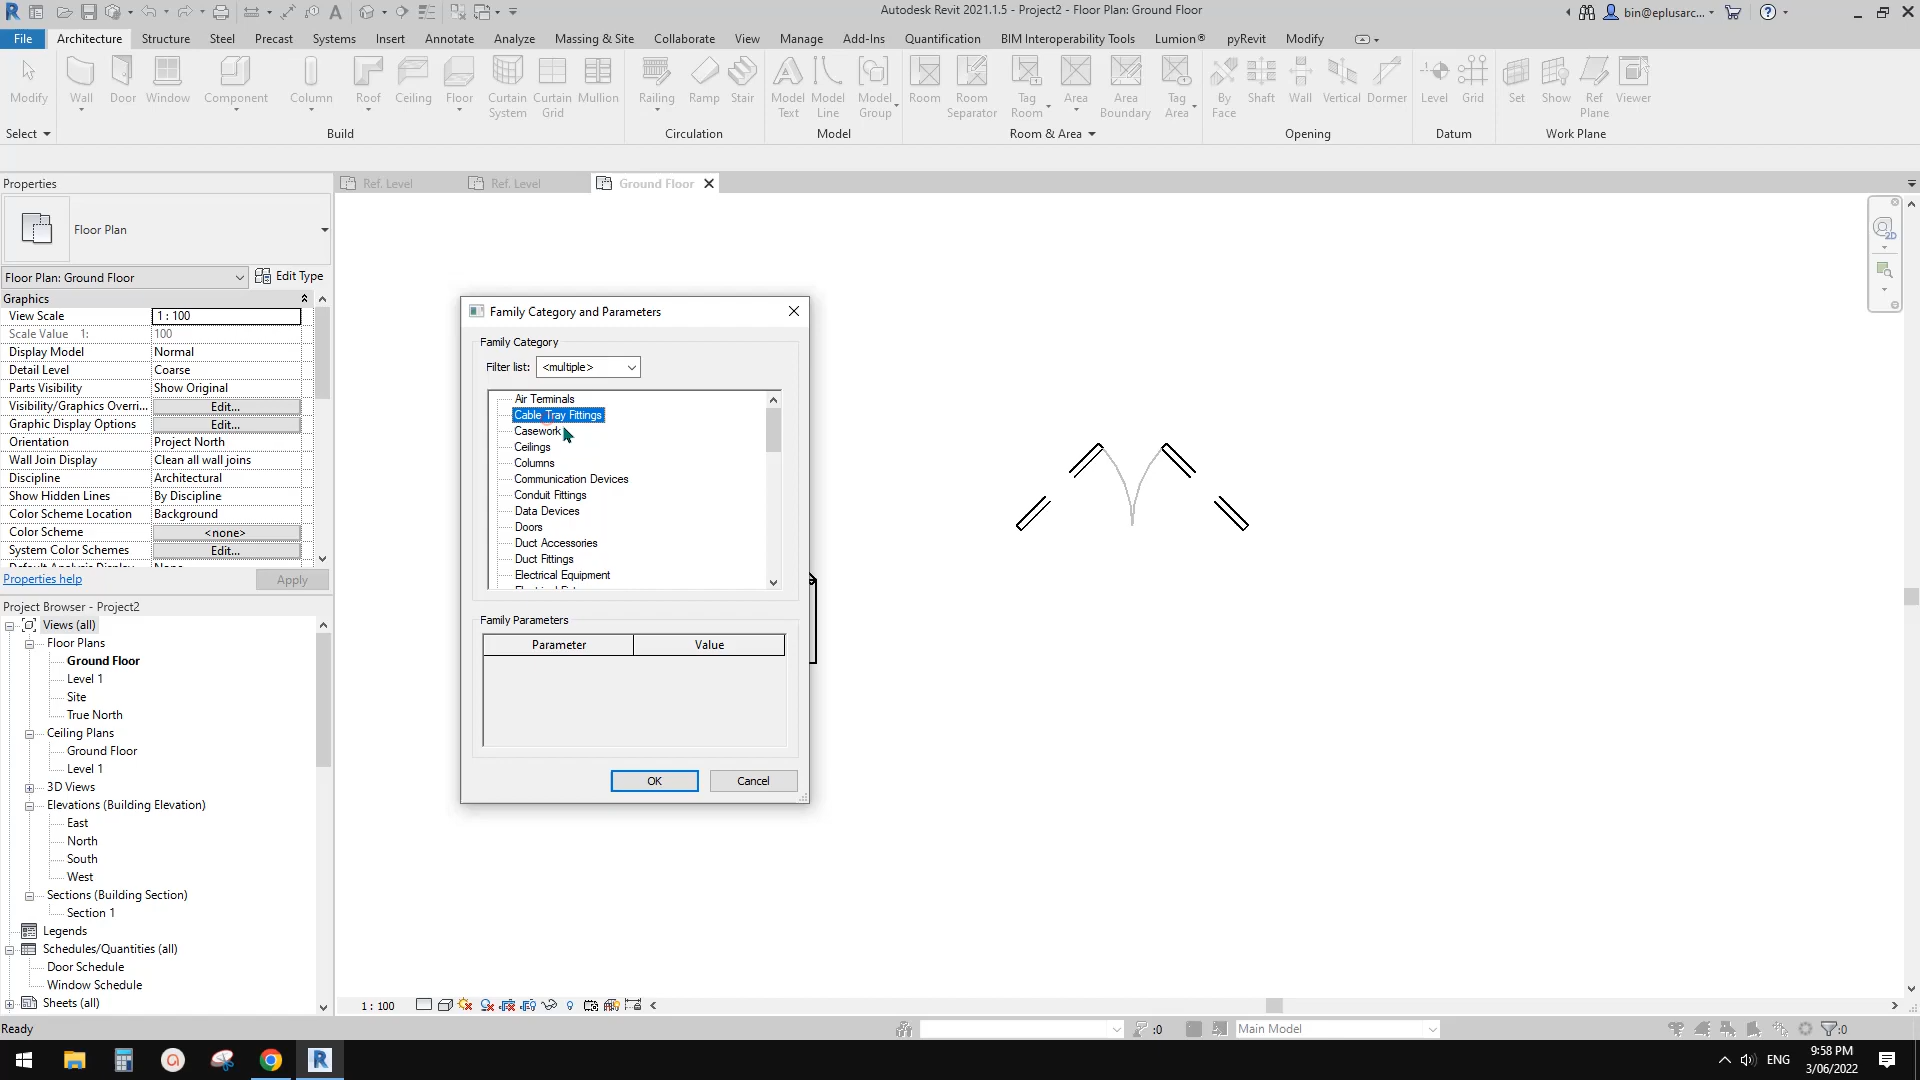 Autodesk Revit 2021.1.5 - Project2 - Floor Plan: Ground Floor
bin@eplusarc...
File Architecture Structure Steel Precast Systems Insert Annotate Analyze Massing & Site Collaborate View Manage Add-Ins Quantification BIM Interoperability Tools Lumion® pyRevit Modify
Modify Wall Door Window Component Column Roof Ceiling Floor Curtain System Curtain Grid Mullion Railing Ramp Stair Model Text Model Line Model Group Room Room Separator Tag Room Area Area Boundary Tag Area By Face Shaft Wall Vertical Dormer Level Grid Set Show Ref Plane Viewer
Select Build Circulation Model Room & Area Opening Datum Work Plane
Properties
Ref. Level Ref. Level Ground Floor
Floor Plan
Floor Plan: Ground Floor Edit Type
Graphics
View Scale 1 : 100
Scale Value 1: 100
Display Model Normal
Detail Level Coarse
Parts Visibility Show Original
Visibility/Graphics Overri... Edit...
Graphic Display Options Edit...
Orientation Project North
Wall Join Display Clean all wall joins
Discipline Architectural
Show Hidden Lines By Discipline
Color Scheme Location Background
Color Scheme <none>
System Color Schemes Edit...
Properties help Apply
Project Browser - Project2
Views (all)
Floor Plans
Ground Floor
Level 1
Site
True North
Ceiling Plans
Ground Floor
Level 1
3D Views
Elevations (Building Elevation)
East
North
South
West
Sections (Building Section)
Section 1
Legends
Schedules/Quantities (all)
Door Schedule
Window Schedule
Sheets (all)
Family Category and Parameters
Family Category
Filter list: <multiple>
Air Terminals
Cable Tray Fittings
Casework
Ceilings
Columns
Communication Devices
Conduit Fittings
Data Devices
Doors
Duct Accessories
Duct Fittings
Electrical Equipment
Family Parameters
Parameter Value
OK Cancel
2D
1 : 100
Ready :0 Main Model :0
ENG 9:58 PM
3/06/2022